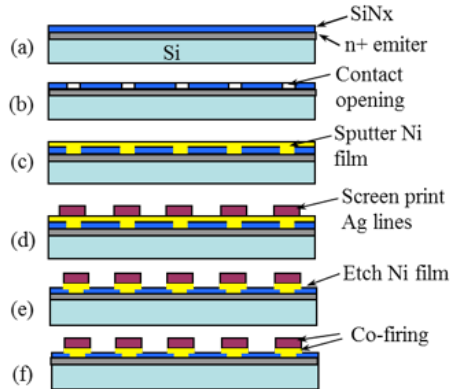 SiNx
(a)
n+ emiter
Si
(b)
Contact
opening
(c)
Sputter Ni
film
Screen print
Ag lines
(d)
Etch Ni film
(e)
Co-firing
(f)